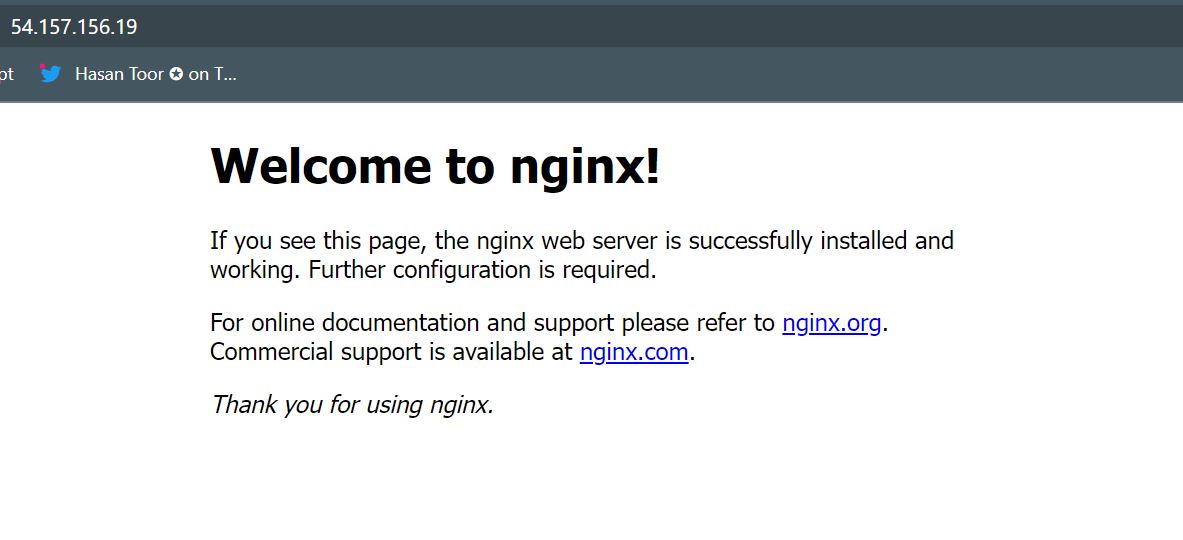 54.157.156.19
pt
Hasan Toor ✪ on T...
Welcome to nginx!
If you see this page, the nginx web server is successfully installed and
working. Further configuration is required.
For online documentation and support please refer to nginx.org.
Commercial support is available at nginx.com.
Thank you for using nginx.